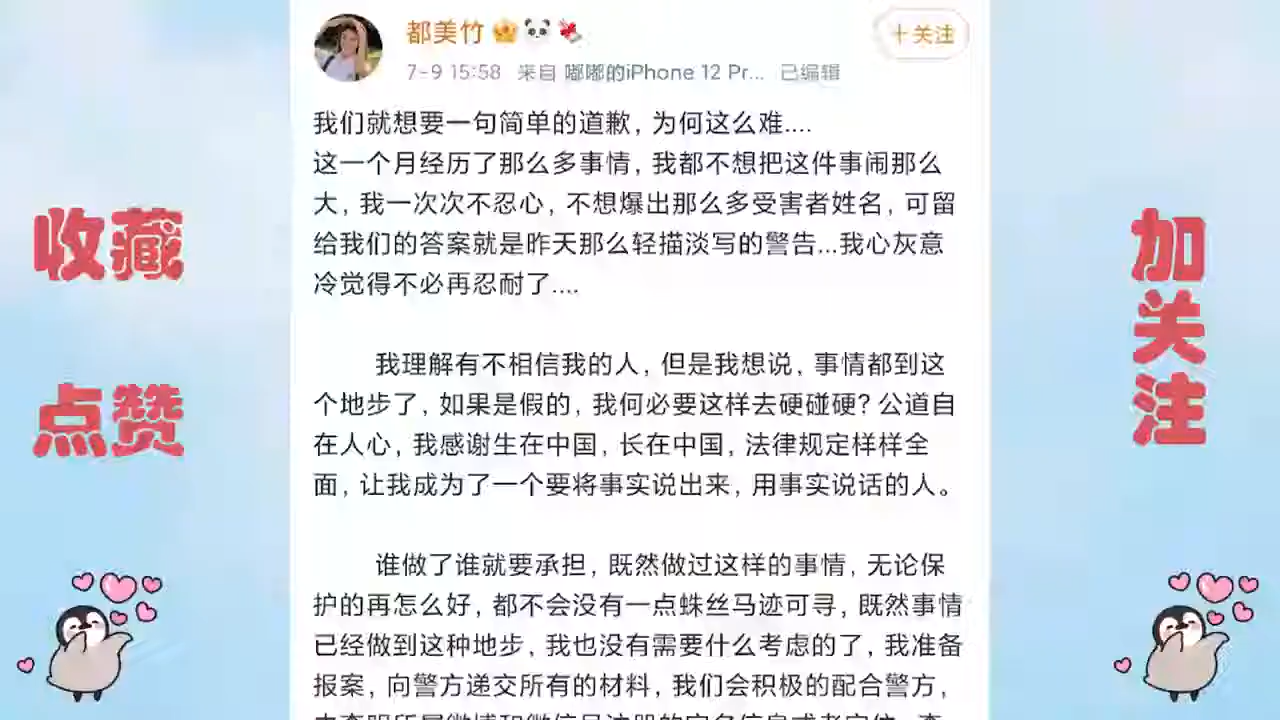 都美竹
+关注
7-9 15:58 来自 嘟嘟的iPhone 12 Pr... 已编辑
我们就想要一句简单的道歉，为何这么难....
这一个月经历了那么多事情，我都不想把这件事闹那么
大，我一次次不忍心，不想爆出那么多受害者姓名，可留
给我们的答案就是昨天那么轻描淡写的警告...我心灰意
冷觉得不必再忍耐了....
我理解有不相信我的人，但是我想说，事情都到这
个地步了，如果是假的，我何必要这样去硬碰硬？公道自
在人心，我感谢生在中国，长在中国，法律规定样样全
面，让我成为了一个要将事实说出来，用事实说话的人。
谁做了谁就要承担，既然做过这样的事情，无论保
护的再怎么好，都不会没有一点蛛丝马迹可寻，既然事情
已经做到这种地步，我也没有需要什么考虑的了，我准备
报案，向警方递交所有的材料，我们会积极的配合警方，
收藏
点赞
加关注